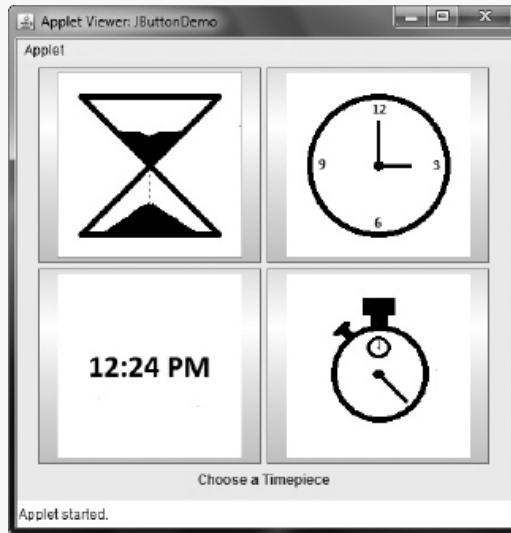 Applet Viewer: JButtonDemo
Applet
12
9
3
6
12:24 PM
Choose a Timepiece
Applet started.